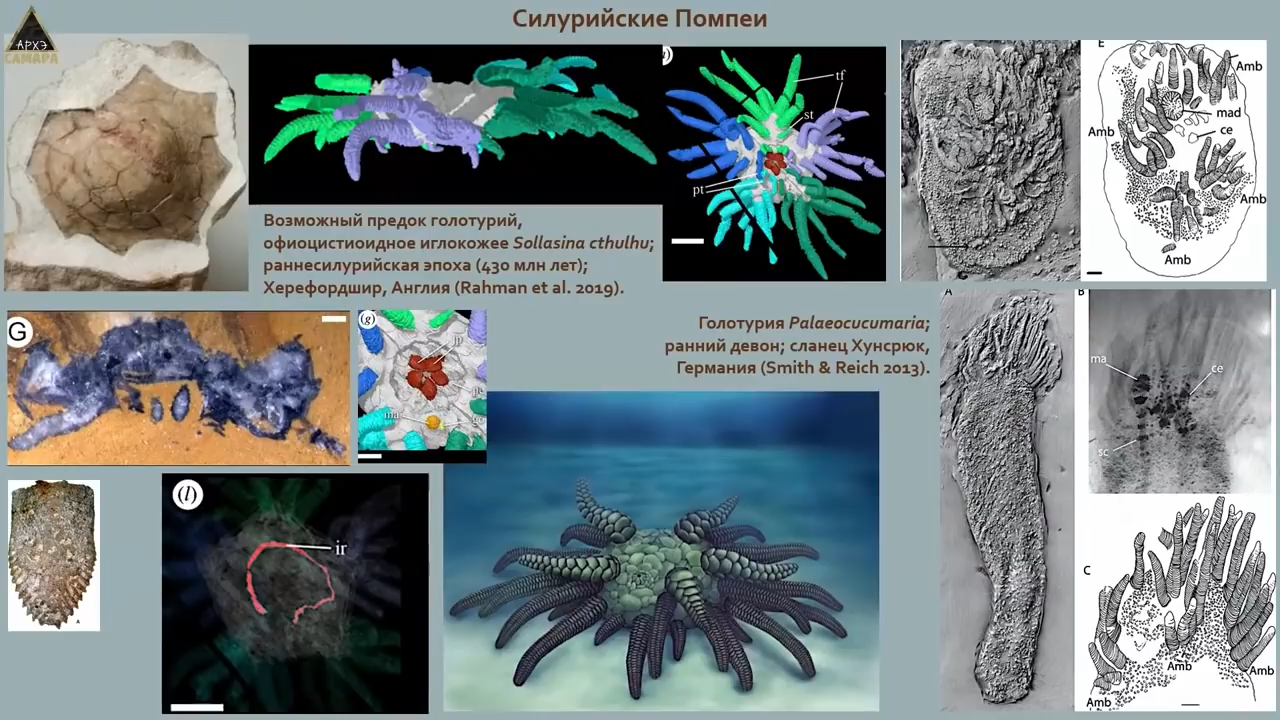 Силурийские Помпеи
АРХЭ
САМАРА
Возможный предок голотурий,
офиоцистиоидное иглокожее Sollasina cthulhu;
раннесилурийская эпоха (430 млн лет);
Херефордшир, Англия (Rahman et al. 2019).
tf
st
pt
E
Amb
mad
ce
Amb
Amb
Amb
Голотурия Palaeocucumaria;
ранний девон; сланец Хунсрюк,
Германия (Smith & Reich 2013).
G
(g)
jp
ma
A
B
ma
ce
sc
(l)
ir
A
C
Amb
Amb
Amb